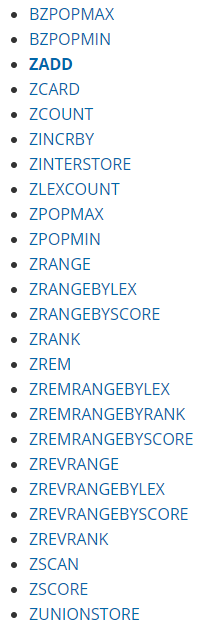 BZPOPMAX
BZPOPMIN
ZADD
ZCARD
ZCOUNT
ZINCRBY
ZINTERSTORE
ZLEXCOUNT
ZPOPMAX
ZPOPMIN
ZRANGE
ZRANGEBYLEX
ZRANGEBYSCORE
ZRANK
ZREM
ZREMRANGEBYLEX
ZREMRANGEBYRANK
ZREMRANGEBYSCORE
ZREVRANGE
ZREVRANGEBYLEX
ZREVRANGEBYSCORE
ZREVRANK
ZSCAN
ZSCORE
ZUNIONSTORE